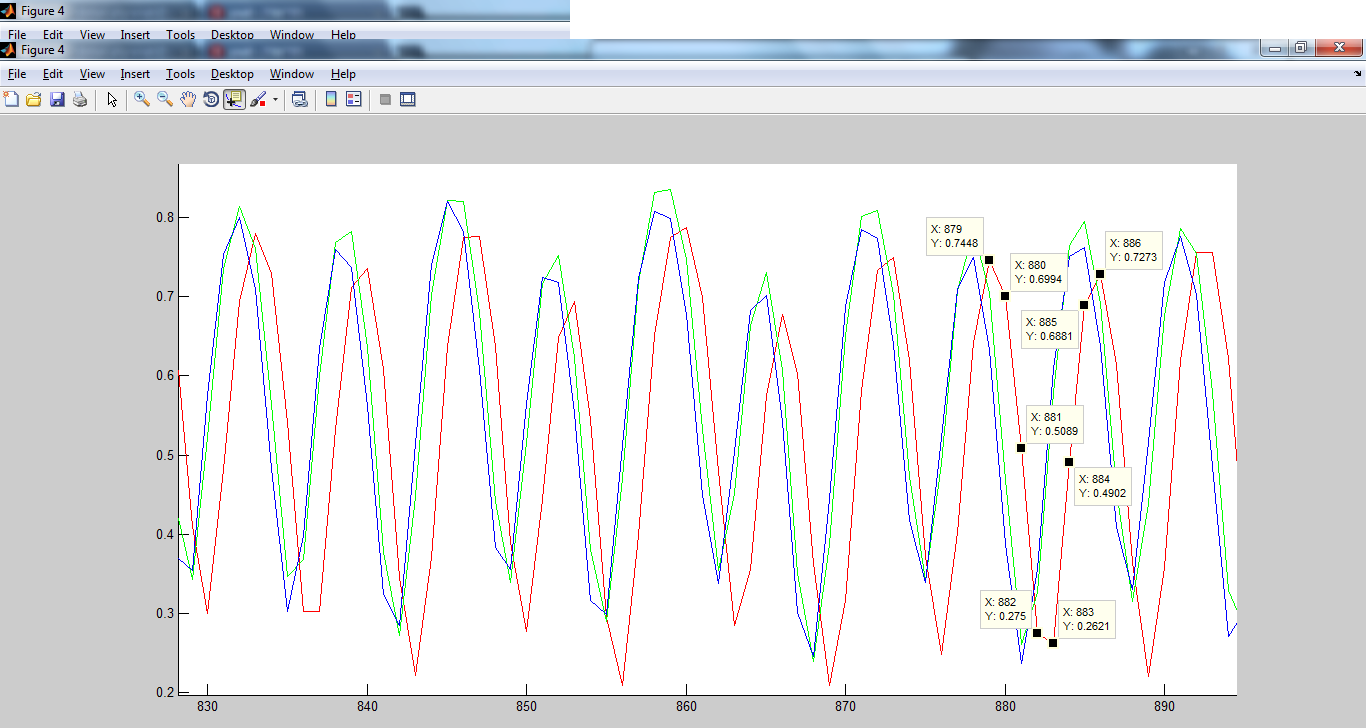 Figure 4
File Edit View Insert Tools Desktop Window Help
Figure 4
File Edit View Insert Tools Desktop Window Help
0.8
0.7
0.6
0.5
0.4
0.3
0.2
X: 879
Y: 0.7448
X: 880
Y: 0.6994
X: 886
Y: 0.7273
X: 885
Y: 0.6881
X: 881
Y: 0.5089
X: 884
Y: 0.4902
X: 882
Y: 0.275
X: 883
Y: 0.2621
830 840 850 860 870 880 890